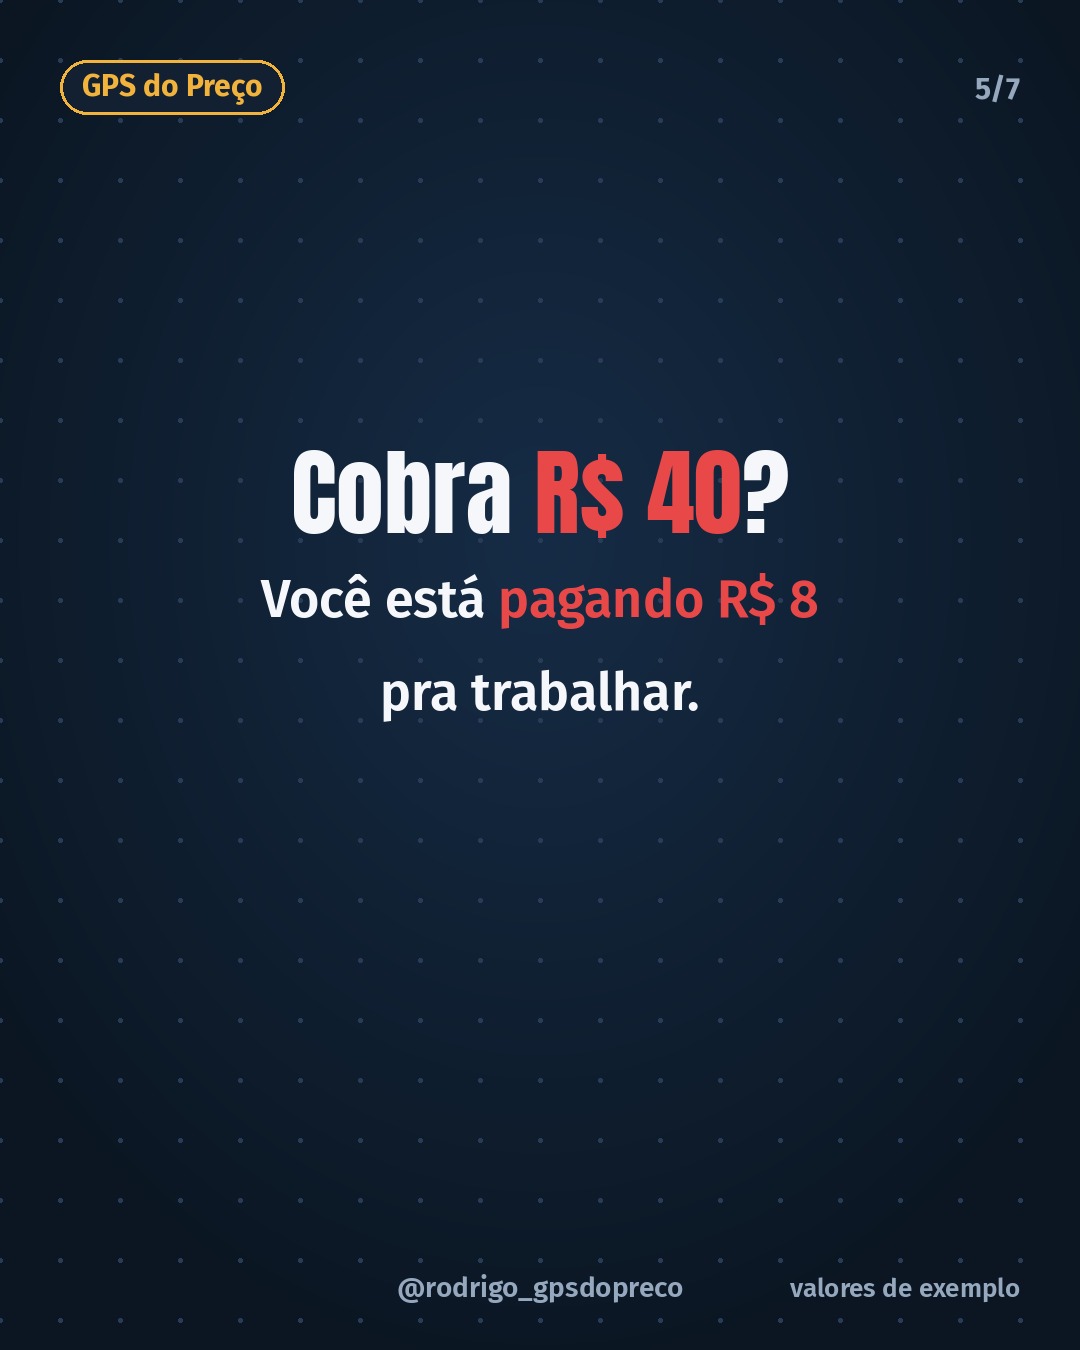 GPS do Preço
5/7
Cobra R$ 40?
Você está pagando R$ 8
pra trabalhar.
@rodrigo_gpsdopreco
valores de exemplo